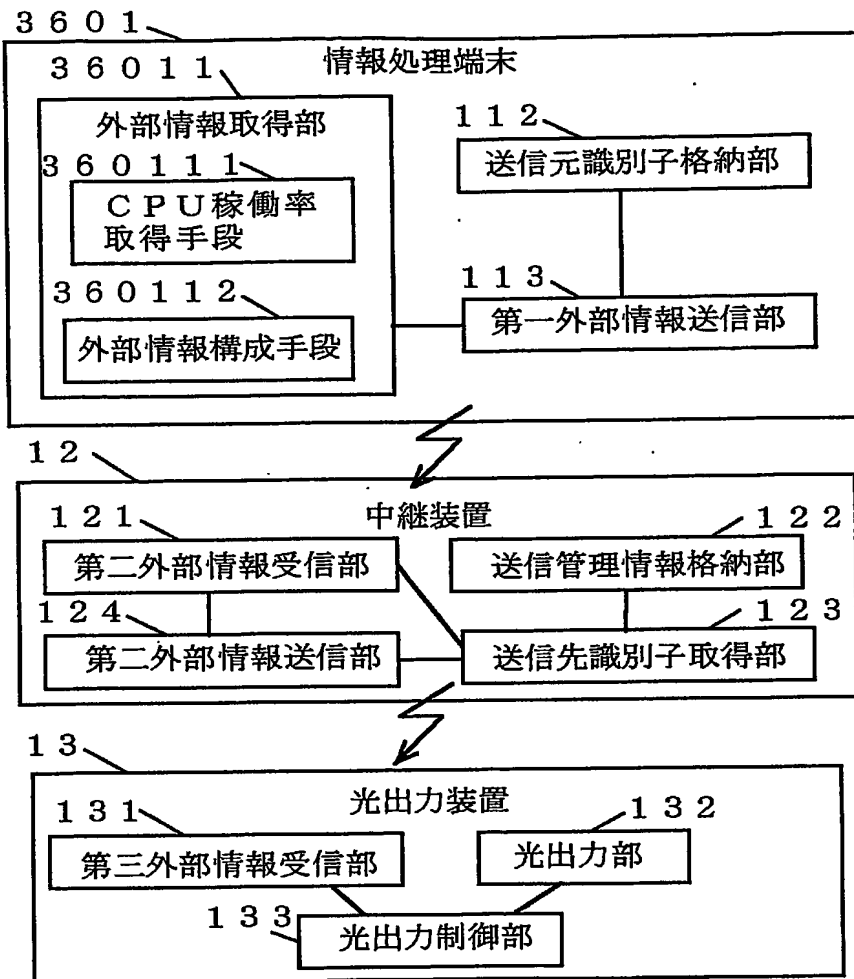 3601
情報処理端末
36011
外部情報取得部
112
送信元識別子格納部
360111
CPU稼働率
取得手段
360112
外部情報構成手段
113
第一外部情報送信部
12
中継装置
121
第二外部情報受信部
122
送信管理情報格納部
124
第二外部情報送信部
123
送信先識別子取得部
13
光出力装置
131
第三外部情報受信部
132
光出力部
133
光出力制御部